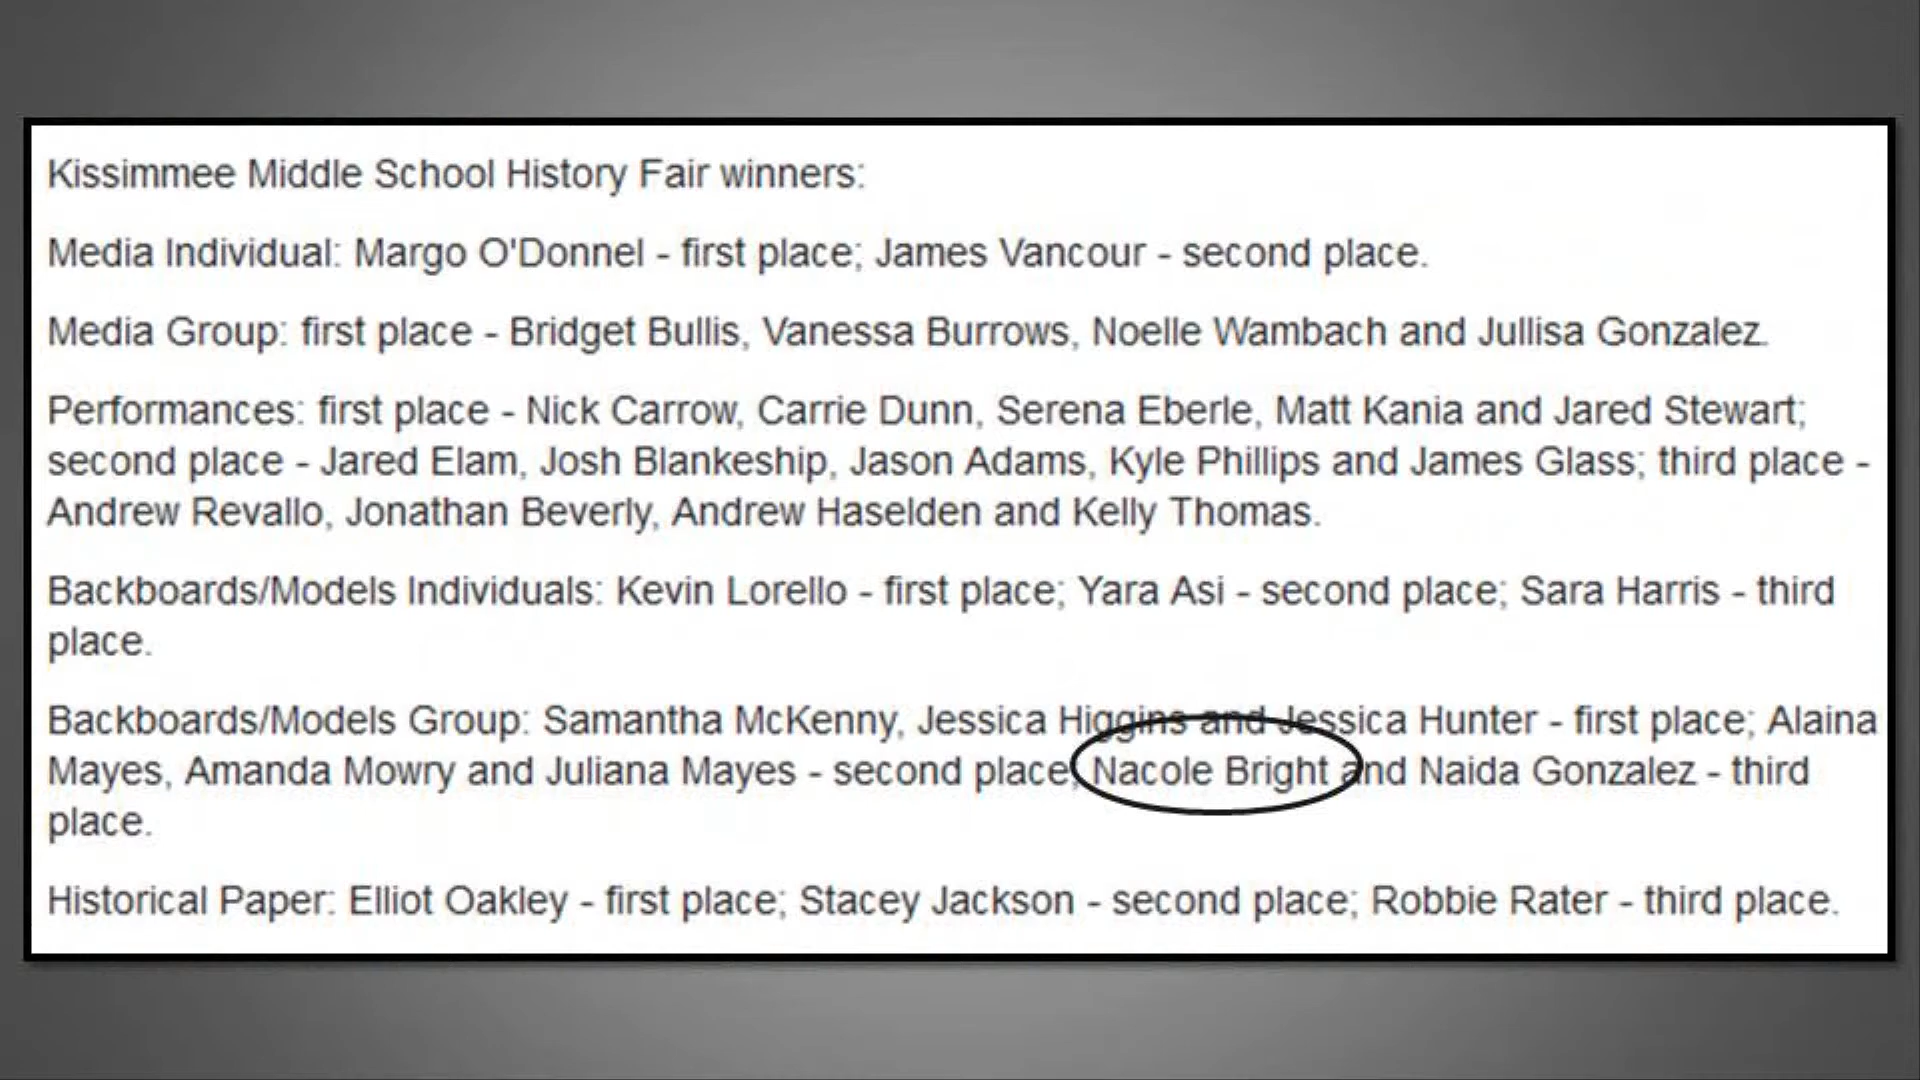 Kissimmee Middle School History Fair winners:
Media Individual: Margo O'Donnel - first place; James Vancour - second place.
Media Group: first place - Bridget Bullis, Vanessa Burrows, Noelle Wambach and Jullisa Gonzalez.
Performances: first place - Nick Carrow, Carrie Dunn, Serena Eberle, Matt Kania and Jared Stewart;
second place - Jared Elam, Josh Blankeship, Jason Adams, Kyle Phillips and James Glass; third place -
Andrew Revallo, Jonathan Beverly, Andrew Haselden and Kelly Thomas.
Backboards/Models Individuals: Kevin Lorello - first place; Yara Asi - second place; Sara Harris - third
place.
Backboards/Models Group: Samantha McKenny, Jessica Higgins and Jessica Hunter - first place; Alaina
Mayes, Amanda Mowry and Juliana Mayes - second place; Nacole Bright and Naida Gonzalez - third
place.
Historical Paper: Elliot Oakley - first place; Stacey Jackson - second place; Robbie Rater - third place.